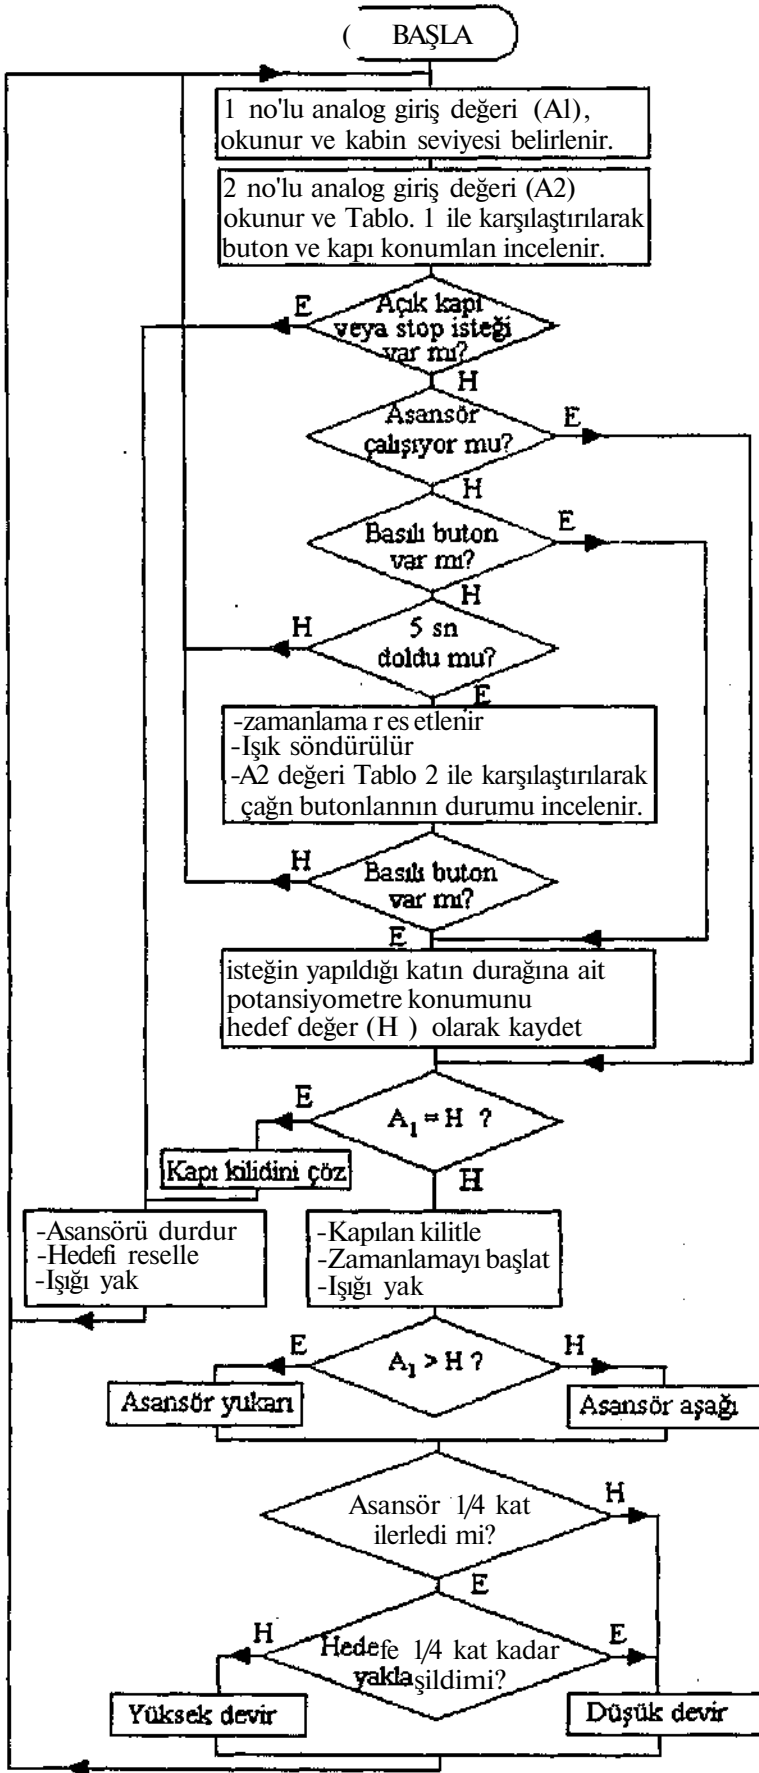 ( BAŞLA
1 no'lu analog giriş değeri (Al),
okunur ve kabin seviyesi belirlenir.
2 no'lu analog giriş değeri (A2)
okunur ve Tablo. 1 ile karşılaştırılarak
buton ve kapı konumlan incelenir.
E
Açık kapı
veya stop isteği
var mı?
H
Asansör
çalışıyor mu?
E
H
Basılı buton
var mı?
E
H
H
5 sn
doldu mu?
E
-zamanlama r es etlenir
-Işık söndürülür
-A2 değeri Tablo 2 ile karşılaştırılarak
çağn butonlannın durumu incelenir.
H
Basılı buton
var mı?
E
isteğin yapıldığı katın durağına ait
potansiyometre konumunu
hedef değer (H ) olarak kaydet
E
A1 = H ?
Kapı kilidini çöz
H
-Asansörü durdur
-Hedefi reselle
-Işığı yak
-Kapılan kilitle
-Zamanlamayı başlat
-Işığı yak
E
A1 > H ?
H
Asansör yukarı
Asansör aşağı
Asansör 1/4 kat
ilerledi mi?
H
E
H
Hedefe 1/4 kat kadar
yaklaşildimi?
E
Yüksek devir
Düşük devir